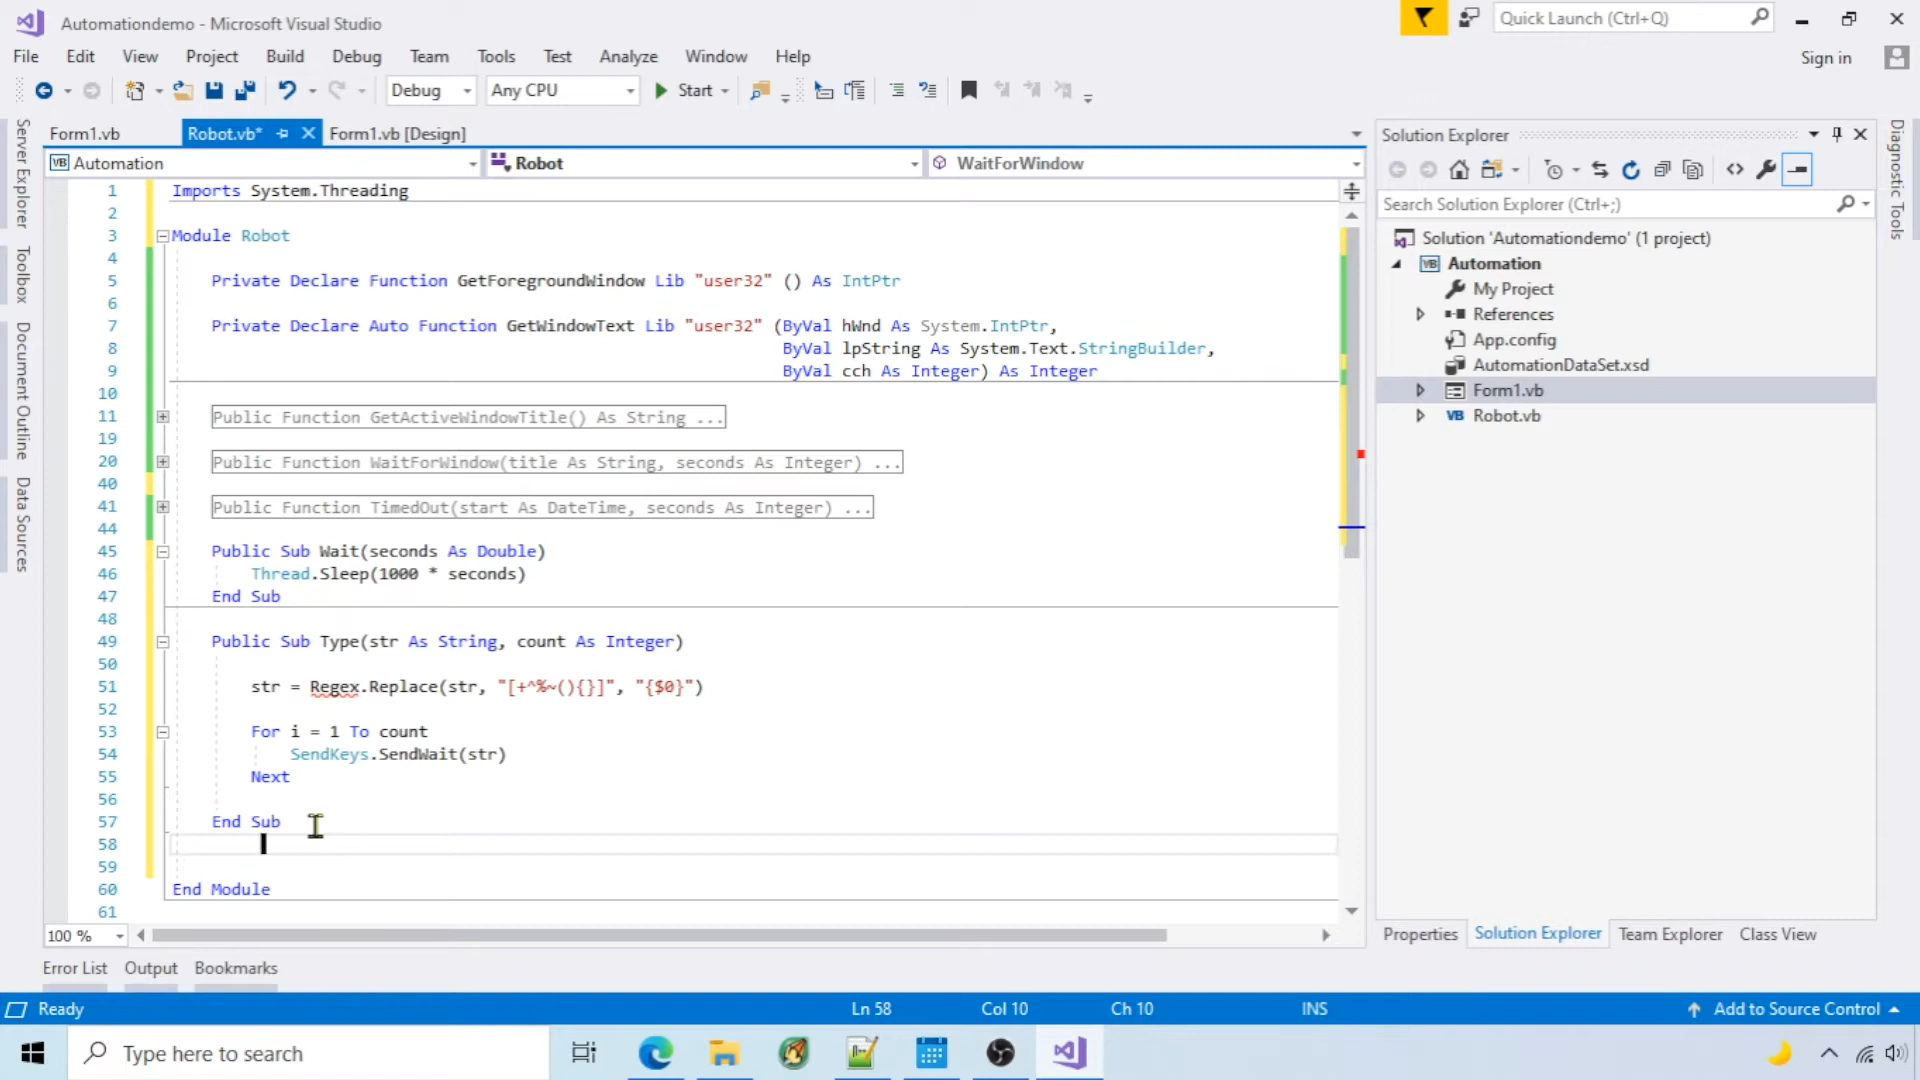 Automationdemo - Microsoft Visual Studio
Quick Launch (Ctrl+Q)
File Edit View Project Build Debug Team Tools Test Analyze Window Help
Sign in
Debug Any CPU Start
Server Explorer
Toolbox
Document Outline
Data Sources
Form1.vb Robot.vb* Form1.vb [Design]
VB Automation Robot WaitForWindow
1 Imports System.Threading
2
3 Module Robot
4
5 Private Declare Function GetForegroundWindow Lib "user32" () As IntPtr
6
7 Private Declare Auto Function GetWindowText Lib "user32" (ByVal hWnd As System.IntPtr,
8 ByVal lpString As System.Text.StringBuilder,
9 ByVal cch As Integer) As Integer
10
11 Public Function GetActiveWindowTitle() As String ...
19
20 Public Function WaitForWindow(title As String, seconds As Integer) ...
40
41 Public Function TimedOut(start As DateTime, seconds As Integer) ...
44
45 Public Sub Wait(seconds As Double)
46 Thread.Sleep(1000 * seconds)
47 End Sub
48
49 Public Sub Type(str As String, count As Integer)
50
51 str = Regex.Replace(str, "[+^%~(){}]", "{$0}")
52
53 For i = 1 To count
54 SendKeys.SendWait(str)
55 Next
56
57 End Sub
58
59
60 End Module
61
100 %
Solution Explorer
Search Solution Explorer (Ctrl+;)
Solution 'Automationdemo' (1 project)
VB Automation
My Project
References
App.config
AutomationDataSet.xsd
Form1.vb
VB Robot.vb
Properties Solution Explorer Team Explorer Class View
Diagnostic Tools
Error List Output Bookmarks
Ready Ln 58 Col 10 Ch 10 INS Add to Source Control
Type here to search